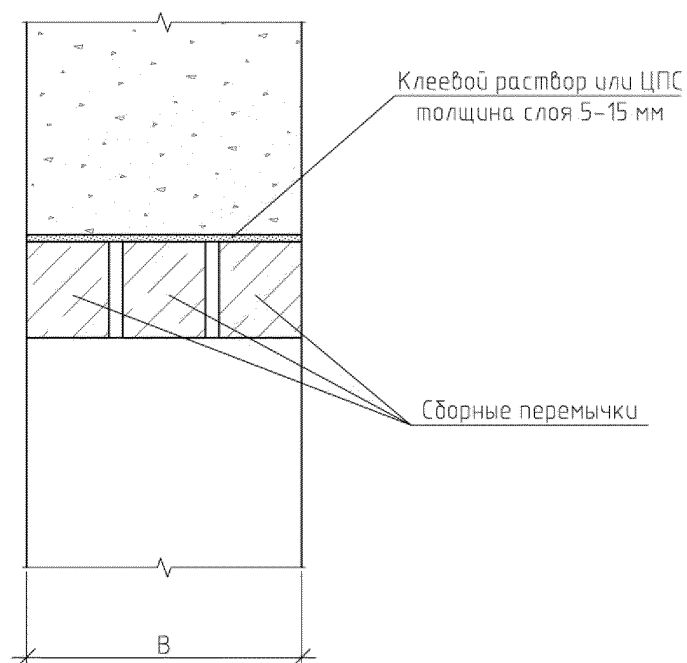 Клеевой раствор или ЦПС
толщина слоя 5-15 мм
Сборные перемычки
В